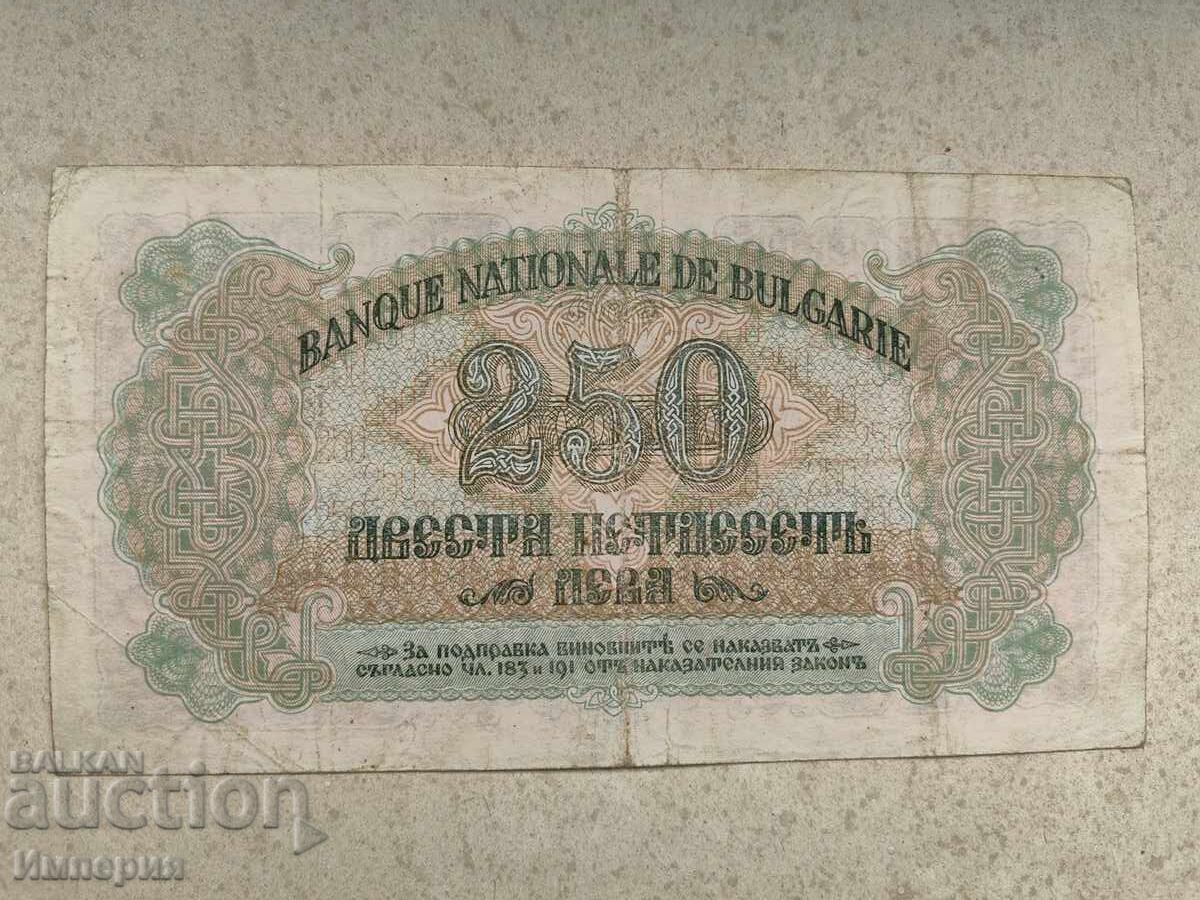 BANQUE NATIONALE DE BULGARIE
250
ДВЕСТА ПЕТДЕСЕТЪ
ЛЕВА
ЗА ПОДПРАВКА ВИНОВНИТѢ СЕ НАКАЗВАТЪ
СЪГЛАСНО ЧЛ. 183 И 191 ОТЪ НАКАЗАТЕЛНИЯ ЗАКОНЪ
BALKAN
auction
Империя